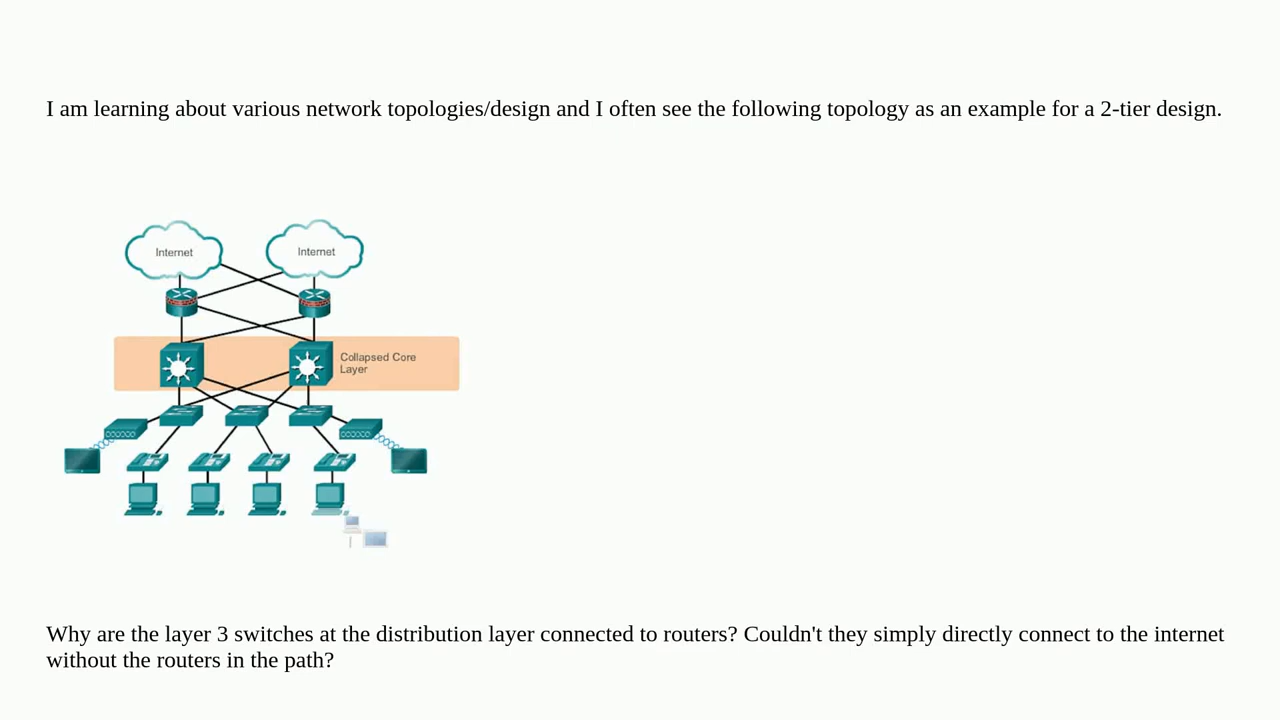 I am learning about various network topologies/design and I often see the following topology as an example for a 2-tier design.
Internet
Internet
Collapsed Core
Layer
Why are the layer 3 switches at the distribution layer connected to routers? Couldn't they simply directly connect to the internet
without the routers in the path?